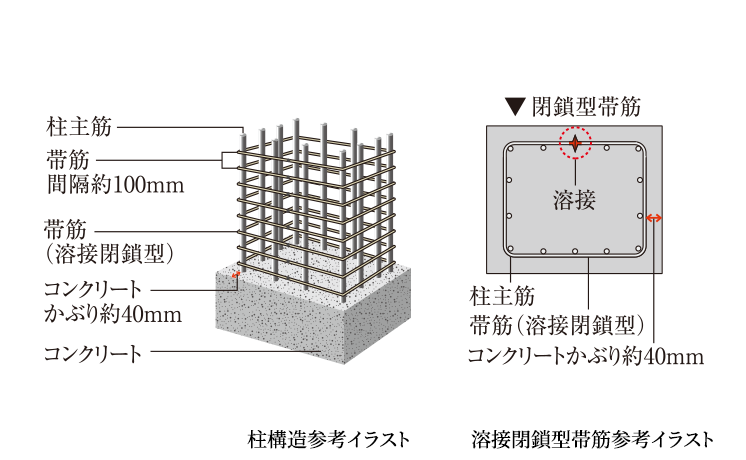 柱主筋
帯筋
間隔約100mm
帯筋
（溶接閉鎖型）
コンクリート
かぶり約40mm
コンクリート
柱構造参考イラスト
▼閉鎖型帯筋
溶接
柱主筋
帯筋（溶接閉鎖型）
コンクリートかぶり約40mm
溶接閉鎖型帯筋参考イラスト